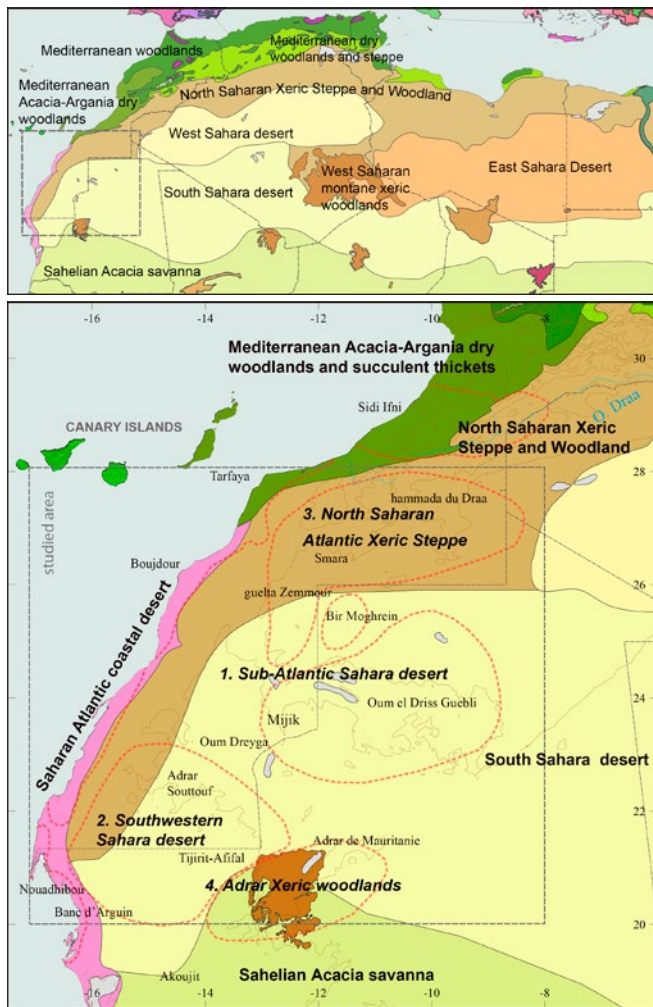 Mediterranean woodlands
Mediterranean dry
woodlands and steppe
Mediterranean
Acacia-Argania dry
woodlands
North Saharan Xeric Steppe and Woodland
West Sahara desert
East Sahara Desert
West Saharan
montane xeric
woodlands
South Sahara desert
Sahelian Acacia savanna
-16
-14
-12
-10
-8
-6
30
Mediterranean Acacia-Argania dry
woodlands and succulent thickets
Sidi Ifni
O. Draa
CANARY ISLANDS
North Saharan Xeric
Steppe and Woodland
28
Tarfaya
studied area
hammada du Draa
3. North Saharan
Atlantic Xeric Steppe
Boujdour
Smara
26
guelta Zemmour
Bir Moghrein
Saharan Atlantic coastal desert
1. Sub-Atlantic Sahara desert
24
Oum el Driss Guebli
Mijik
Oum Dreyga
South Sahara desert
Adrar
Souttouf
22
2. Southwestern
Sahara desert
Adrar de Mauritanie
Tijirit-Afifal
4. Adrar Xeric woodlands
Nouadhibou
Banc d'Arguin
20
Akoujit
Sahelian Acacia savanna
-16
-14
-12
-10
-8